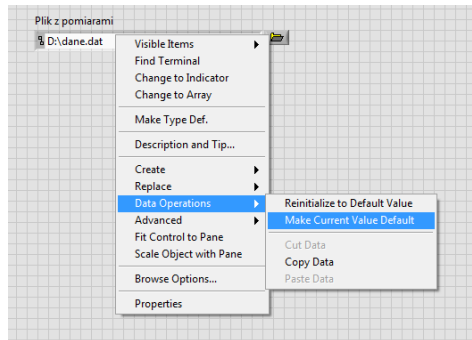 Plik z pomiarami
D:\dane.dat
Visible Items
Find Terminal
Change to Indicator
Change to Array
Make Type Def.
Description and Tip...
Create
Replace
Data Operations
Advanced
Fit Control to Pane
Scale Object with Pane
Browse Options...
Properties
Reinitialize to Default Value
Make Current Value Default
Cut Data
Copy Data
Paste Data